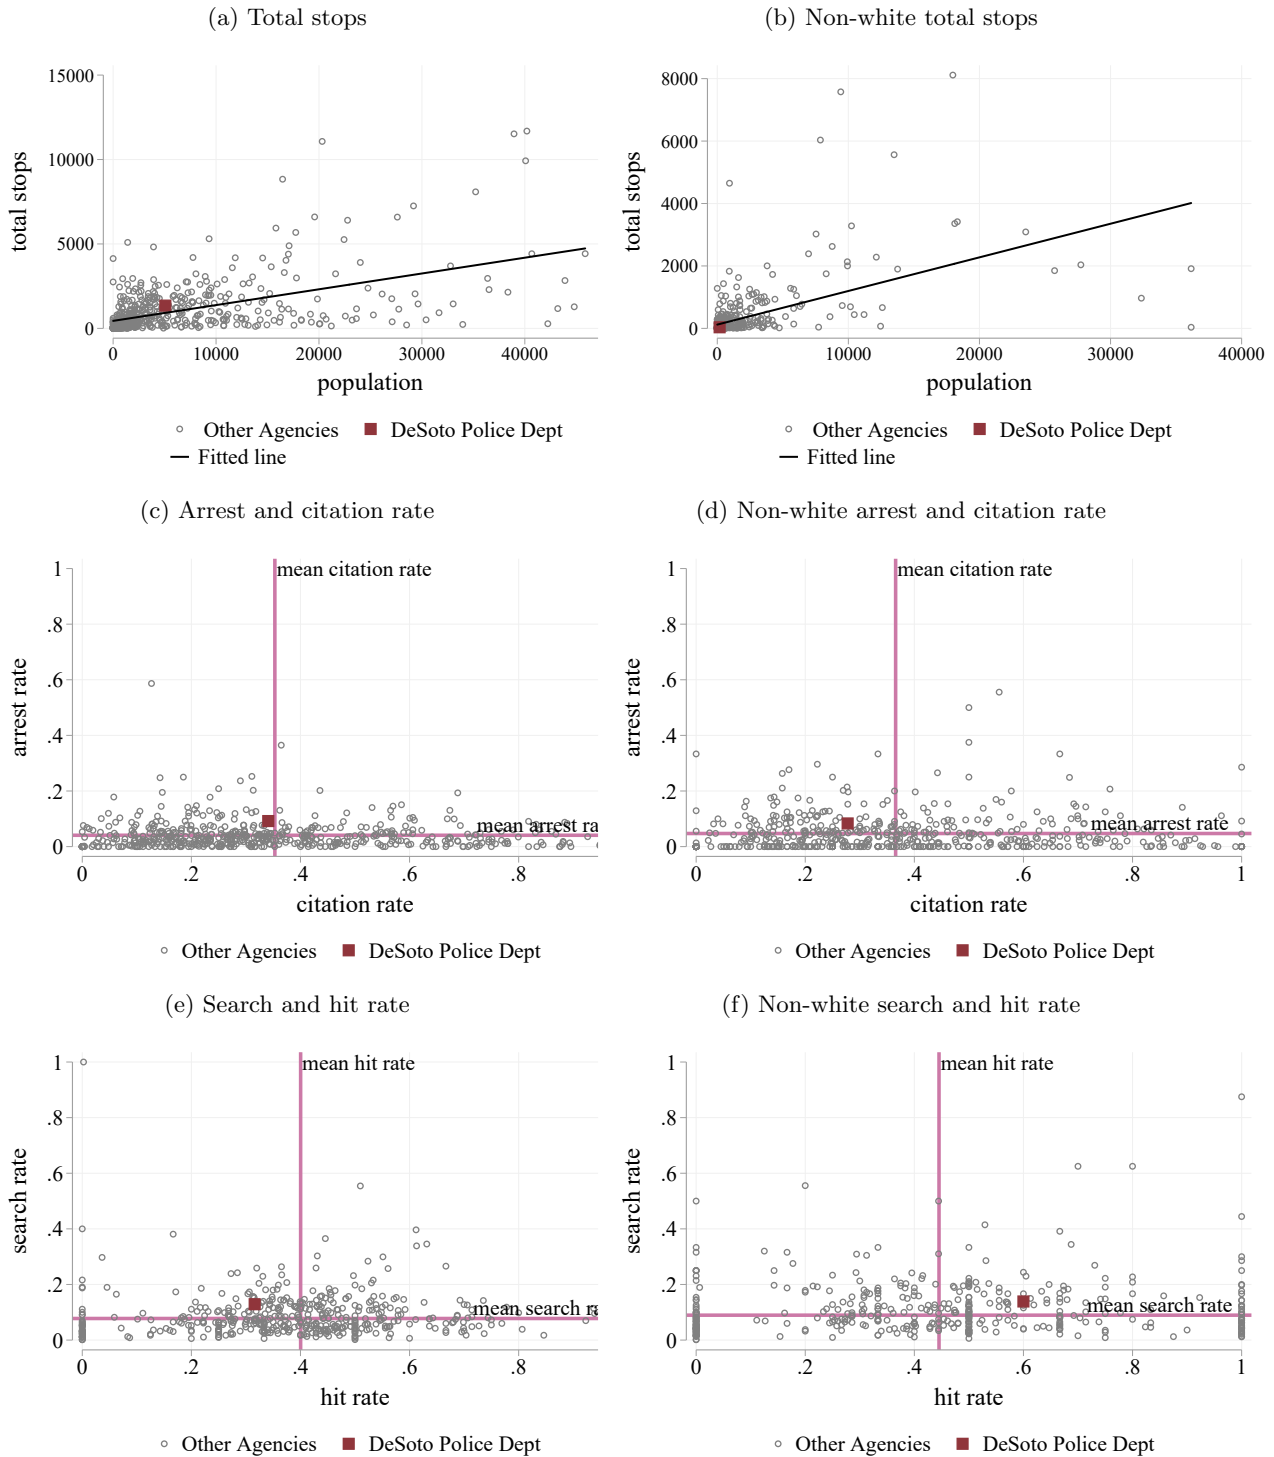 (a) Total stops
(b) Non-white total stops
total stops
15000
10000
5000
0
0 10000 20000 30000 40000
population
Other Agencies DeSoto Police Dept
Fitted line
total stops
8000
6000
4000
2000
0
0 10000 20000 30000 40000
population
Other Agencies DeSoto Police Dept
Fitted line
(c) Arrest and citation rate
(d) Non-white arrest and citation rate
arrest rate
1
.8
.6
.4
.2
0
mean citation rate
mean arrest ra
0 .2 .4 .6 .8
citation rate
Other Agencies DeSoto Police Dept
arrest rate
1
.8
.6
.4
.2
0
mean citation rate
mean arrest rate
0 .2 .4 .6 .8 1
citation rate
Other Agencies DeSoto Police Dept
(e) Search and hit rate
(f) Non-white search and hit rate
search rate
1
.8
.6
.4
.2
0
mean hit rate
mean search ra
0 .2 .4 .6 .8
hit rate
Other Agencies DeSoto Police Dept
search rate
1
.8
.6
.4
.2
0
mean hit rate
mean search rate
0 .2 .4 .6 .8 1
hit rate
Other Agencies DeSoto Police Dept